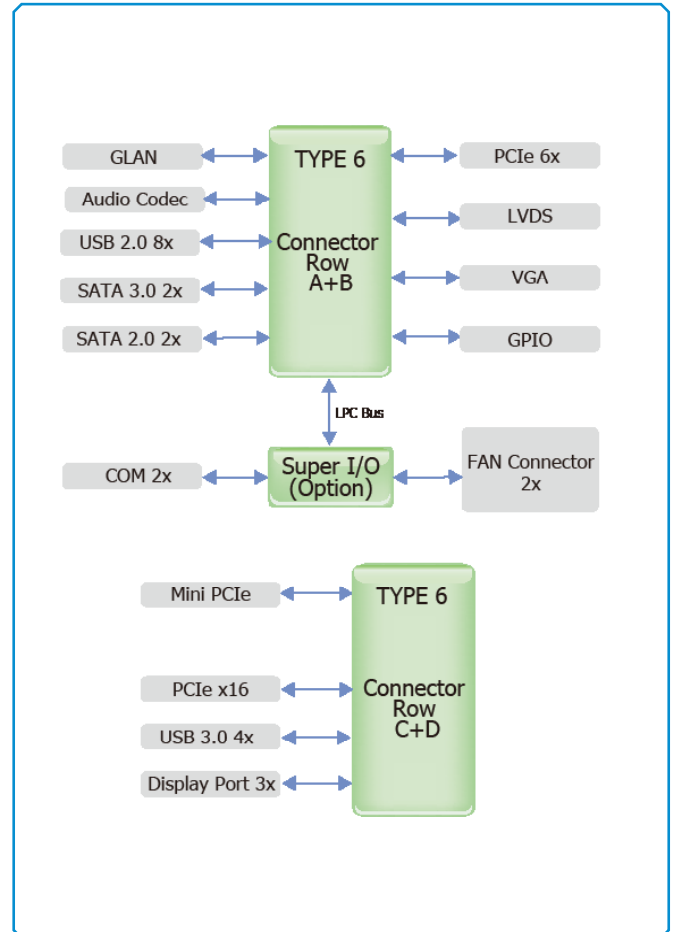 GLAN
Audio Codec
USB 2.0 8x
SATA 3.0 2x
SATA 2.0 2x
TYPE 6
Connector
Row
A+B
PCIe 6x
LVDS
VGA
GPIO
LPC Bus
COM 2x
Super I/O
(Option)
FAN Connector
2x
Mini PCIe
PCIe x16
USB 3.0 4x
Display Port 3x
TYPE 6
Connector
Row
C+D